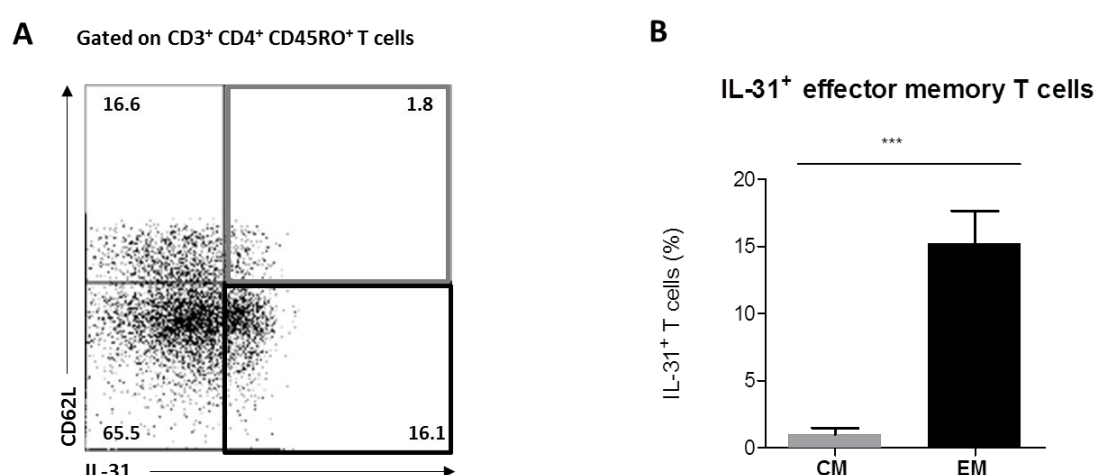 A
Gated on CD3⁺ CD4⁺ CD45RO⁺ T cells
16.6
1.8
65.5
16.1
CD62L
IL-31
B
IL-31⁺ effector memory T cells
***
IL-31⁺ T cells (%)
20
15
10
5
0
CM
EM